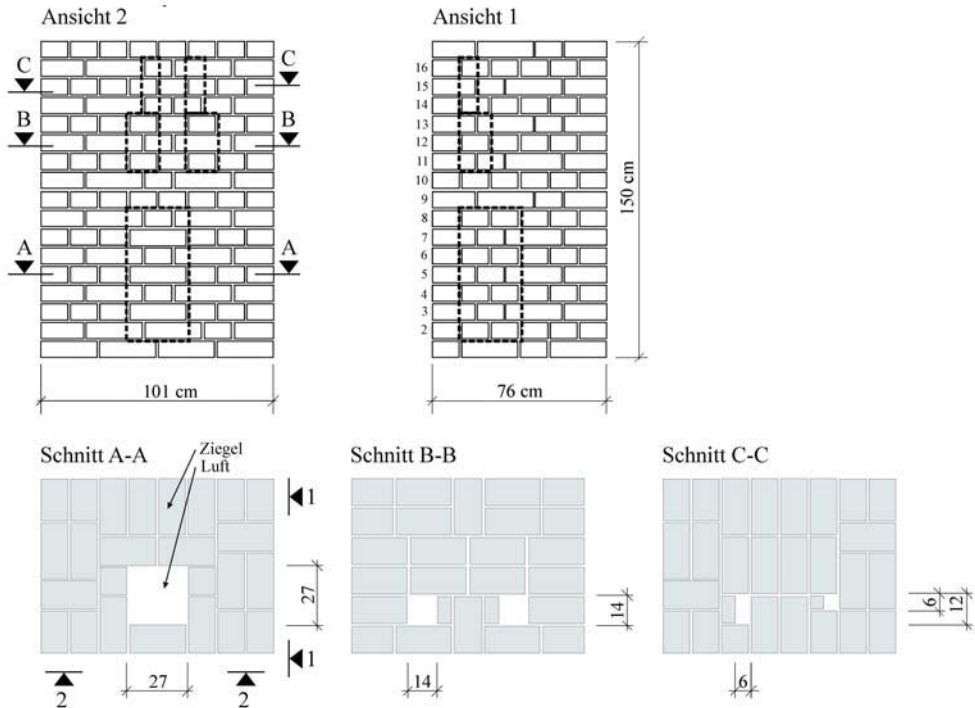 Ansicht 2
Ansicht 1
C
C
B
B
A
A
16
15
14
13
12
11
10
9
8
7
6
5
4
3
2
150 cm
101 cm
76 cm
Schnitt A-A
Ziegel
Luft
Schnitt B-B
Schnitt C-C
1
27
1
2
27
2
14
14
6
12
6